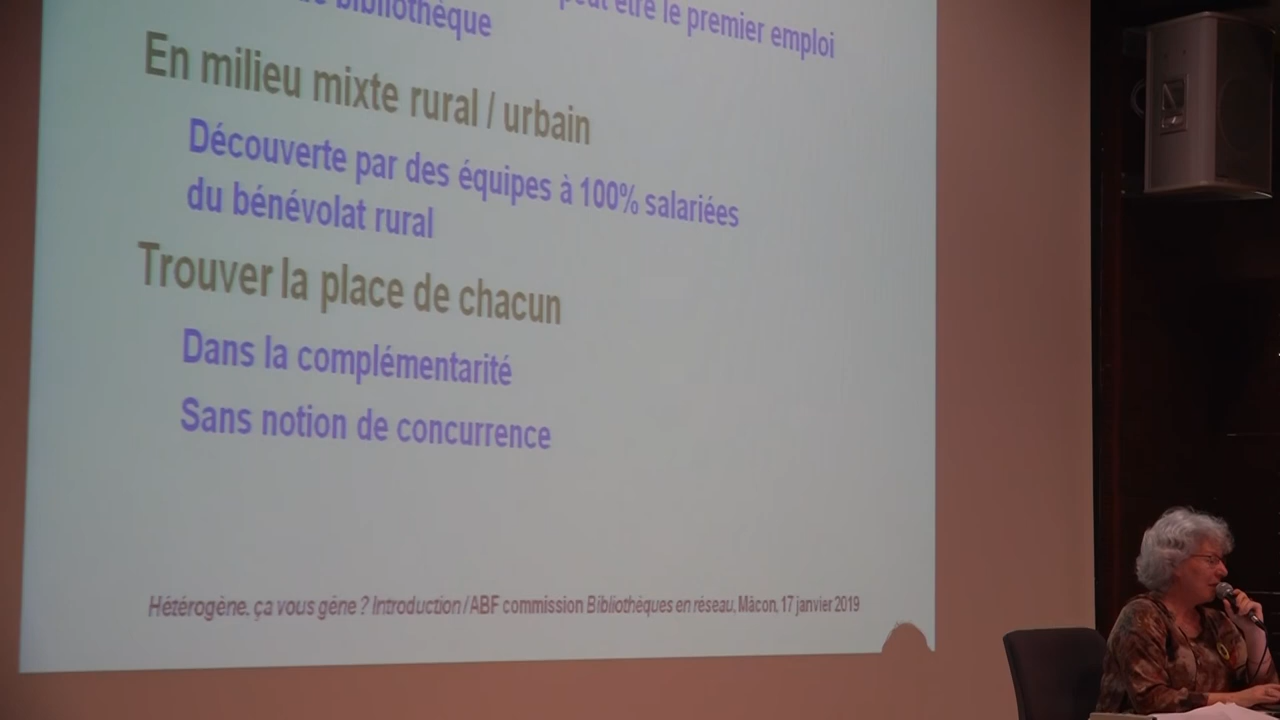 peut être le premier emploi
bibliothèque
En milieu mixte rural / urbain
Découverte par des équipes à 100% salariées
du bénévolat rural
Trouver la place de chacun
Dans la complémentarité
Sans notion de concurrence
Hétérogène, ça vous gêne ? Introduction / ABF commission Bibliothèques en réseau, Mâcon, 17 janvier 2019